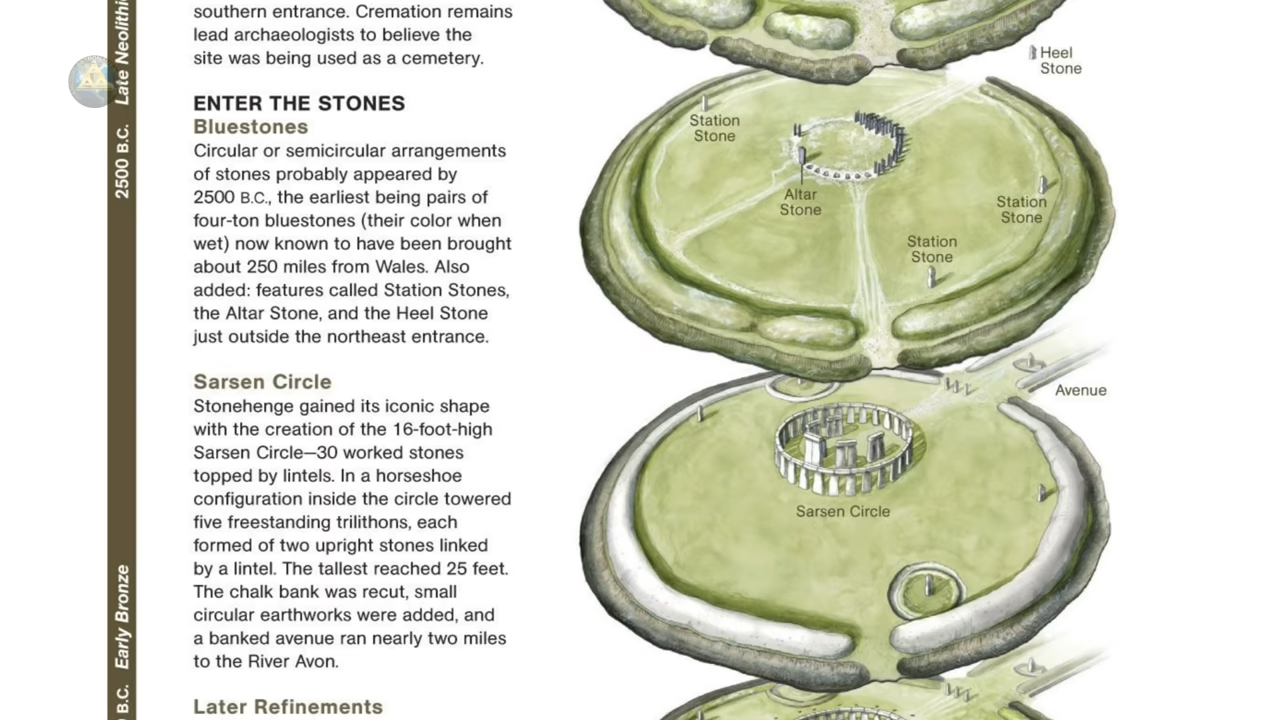 southern entrance. Cremation remains
lead archaeologists to believe the
site was being used as a cemetery.
ENTER THE STONES
Bluestones
Circular or semicircular arrangements
of stones probably appeared by
2500 B.C., the earliest being pairs of
four-ton bluestones (their color when
wet) now known to have been brought
about 250 miles from Wales. Also
added: features called Station Stones,
the Altar Stone, and the Heel Stone
just outside the northeast entrance.
Sarsen Circle
Stonehenge gained its iconic shape
with the creation of the 16-foot-high
Sarsen Circle—30 worked stones
topped by lintels. In a horseshoe
configuration inside the circle towered
five freestanding trilithons, each
formed of two upright stones linked
by a lintel. The tallest reached 25 feet.
The chalk bank was recut, small
circular earthworks were added, and
a banked avenue ran nearly two miles
to the River Avon.
Later Refinements
Late Neolithic
2500 B.C.
Early Bronze
B.C.
Heel
Stone
Station
Stone
Altar
Stone
Station
Stone
Station
Stone
Avenue
Sarsen Circle